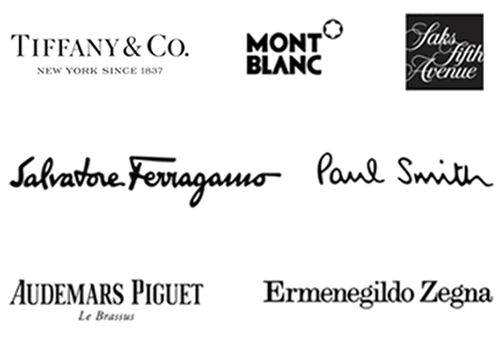 TIFFANY & CO.
NEW YORK SINCE 1837
MONT
BLANC
Saks
Fifth
Avenue
Salvatore Ferragamo
Paul Smith
AUDEMARS PIGUET
Le Brassus
Ermenegildo Zegna